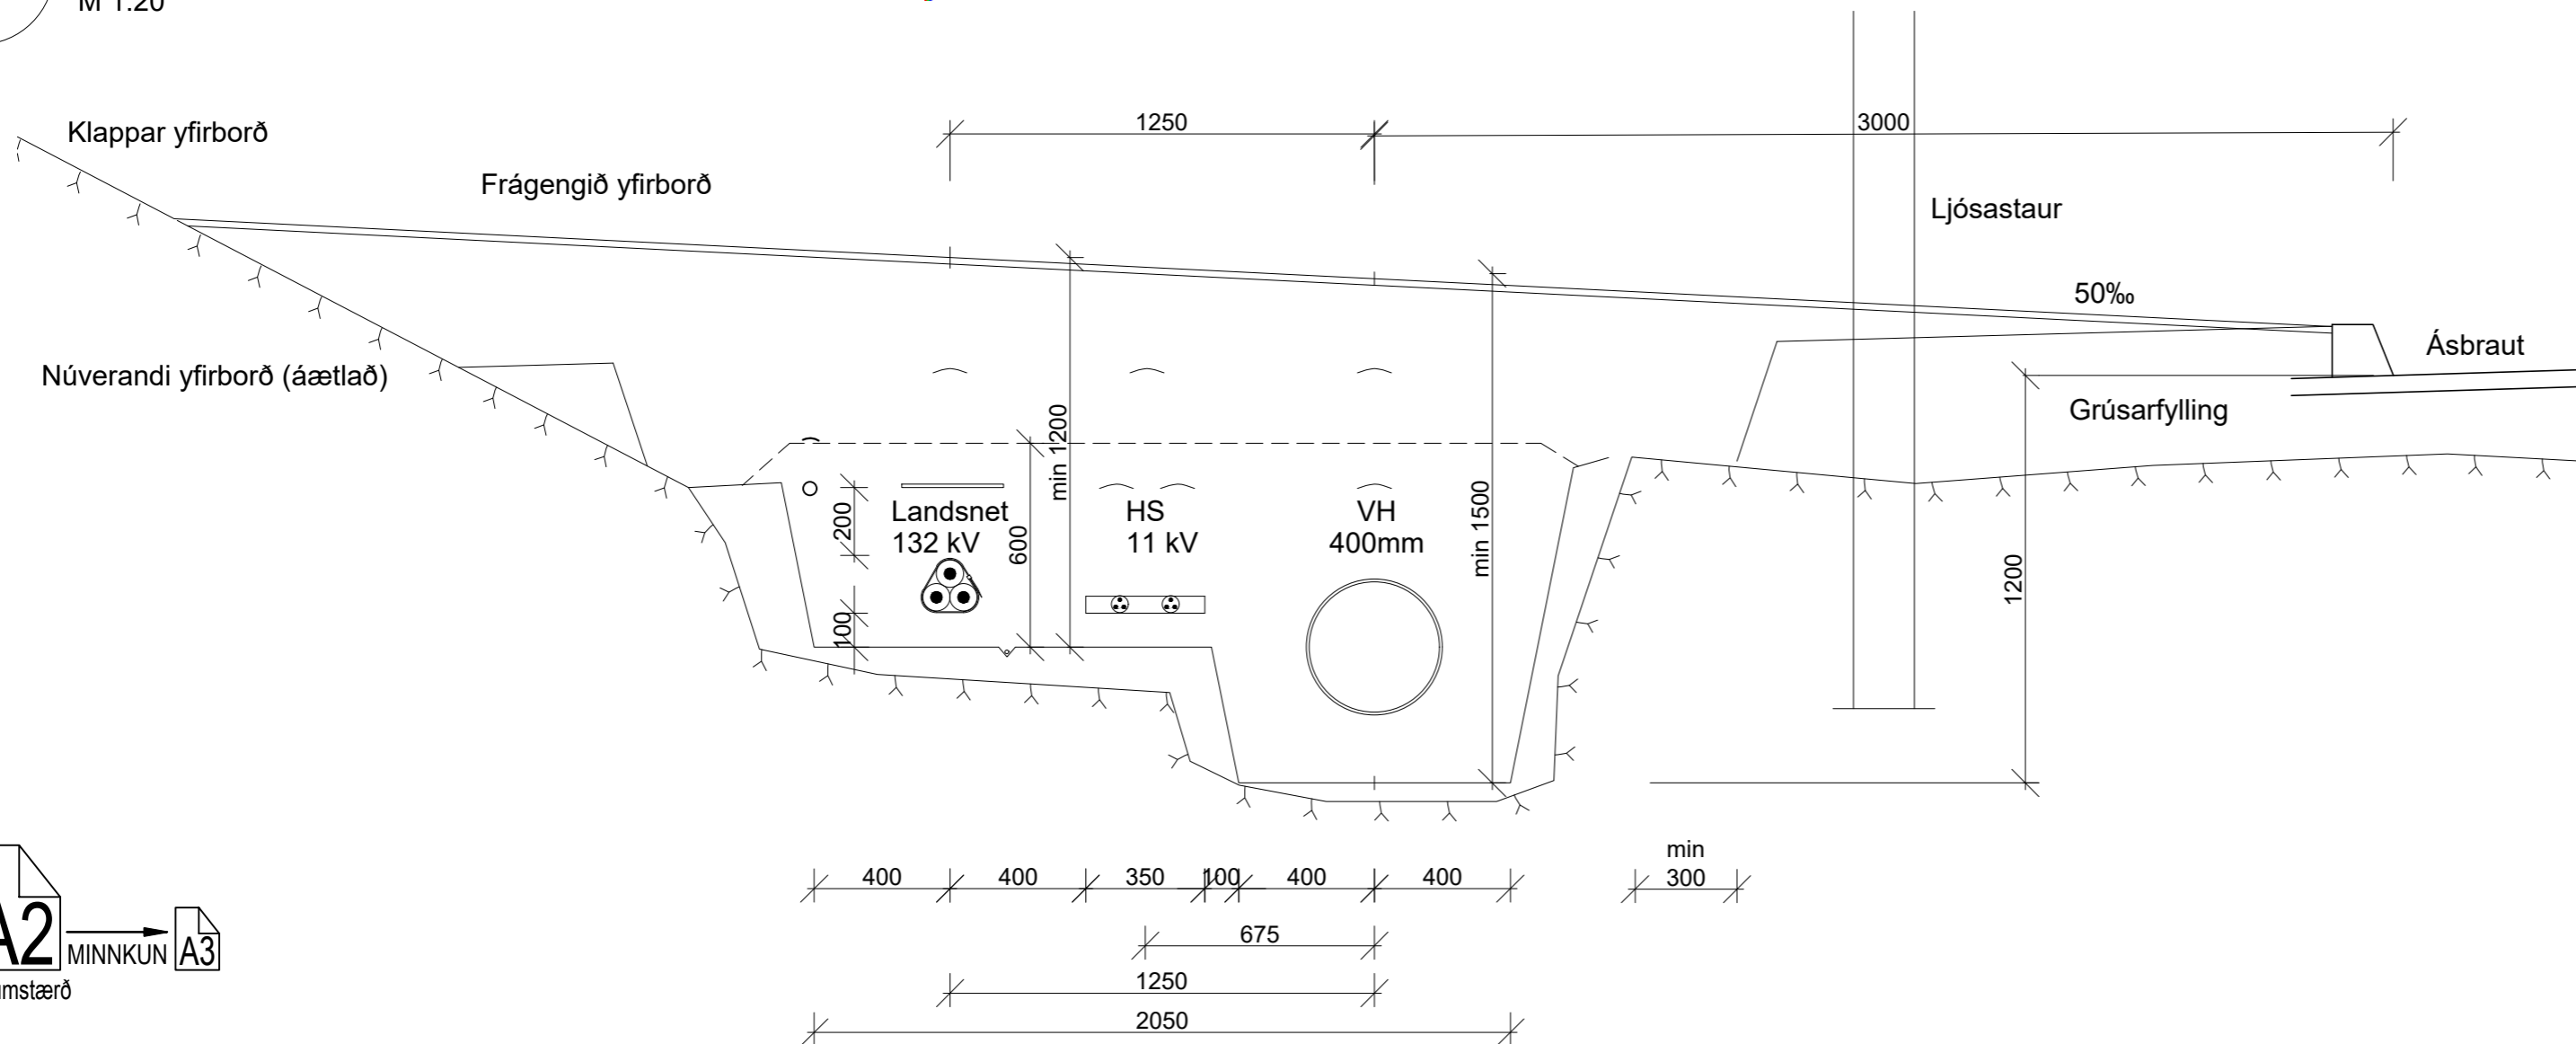 M 1:20
1250
3000
Klappar yfirborð
Frágengið yfirborð
Ljósastaur
50‰
Ásbraut
Núverandi yfirborð (áætlað)
Grúsarfylling
min 1200
min 1500
200
Landsnet
132 kV
600
HS
11 kV
VH
400mm
1200
100
min
300
400
400
350
100
400
400
675
1250
2050
A2
MINNKUN
A3